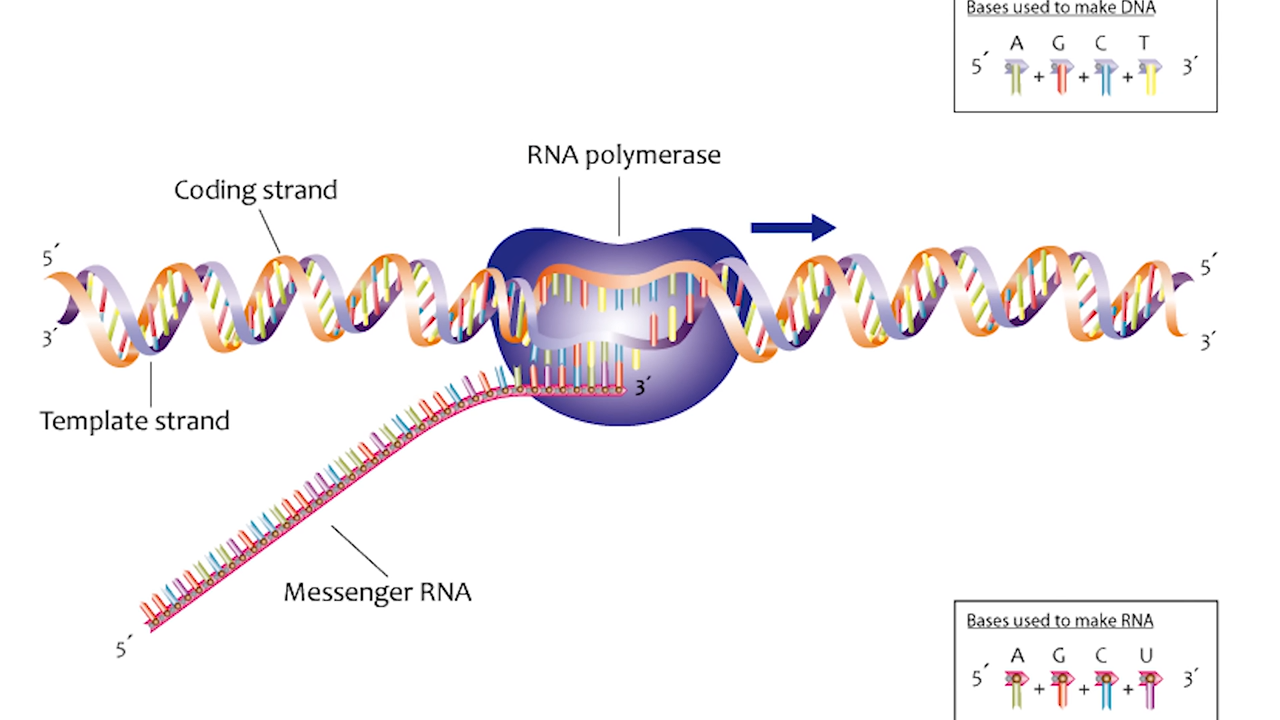 Bases used to make DNA
A G C T
5´ + + + 3´
RNA polymerase
Coding strand
5´
3´
5´
3´
3´
Template strand
Messenger RNA
5´
Bases used to make RNA
A G C U
5´ + + + 3´